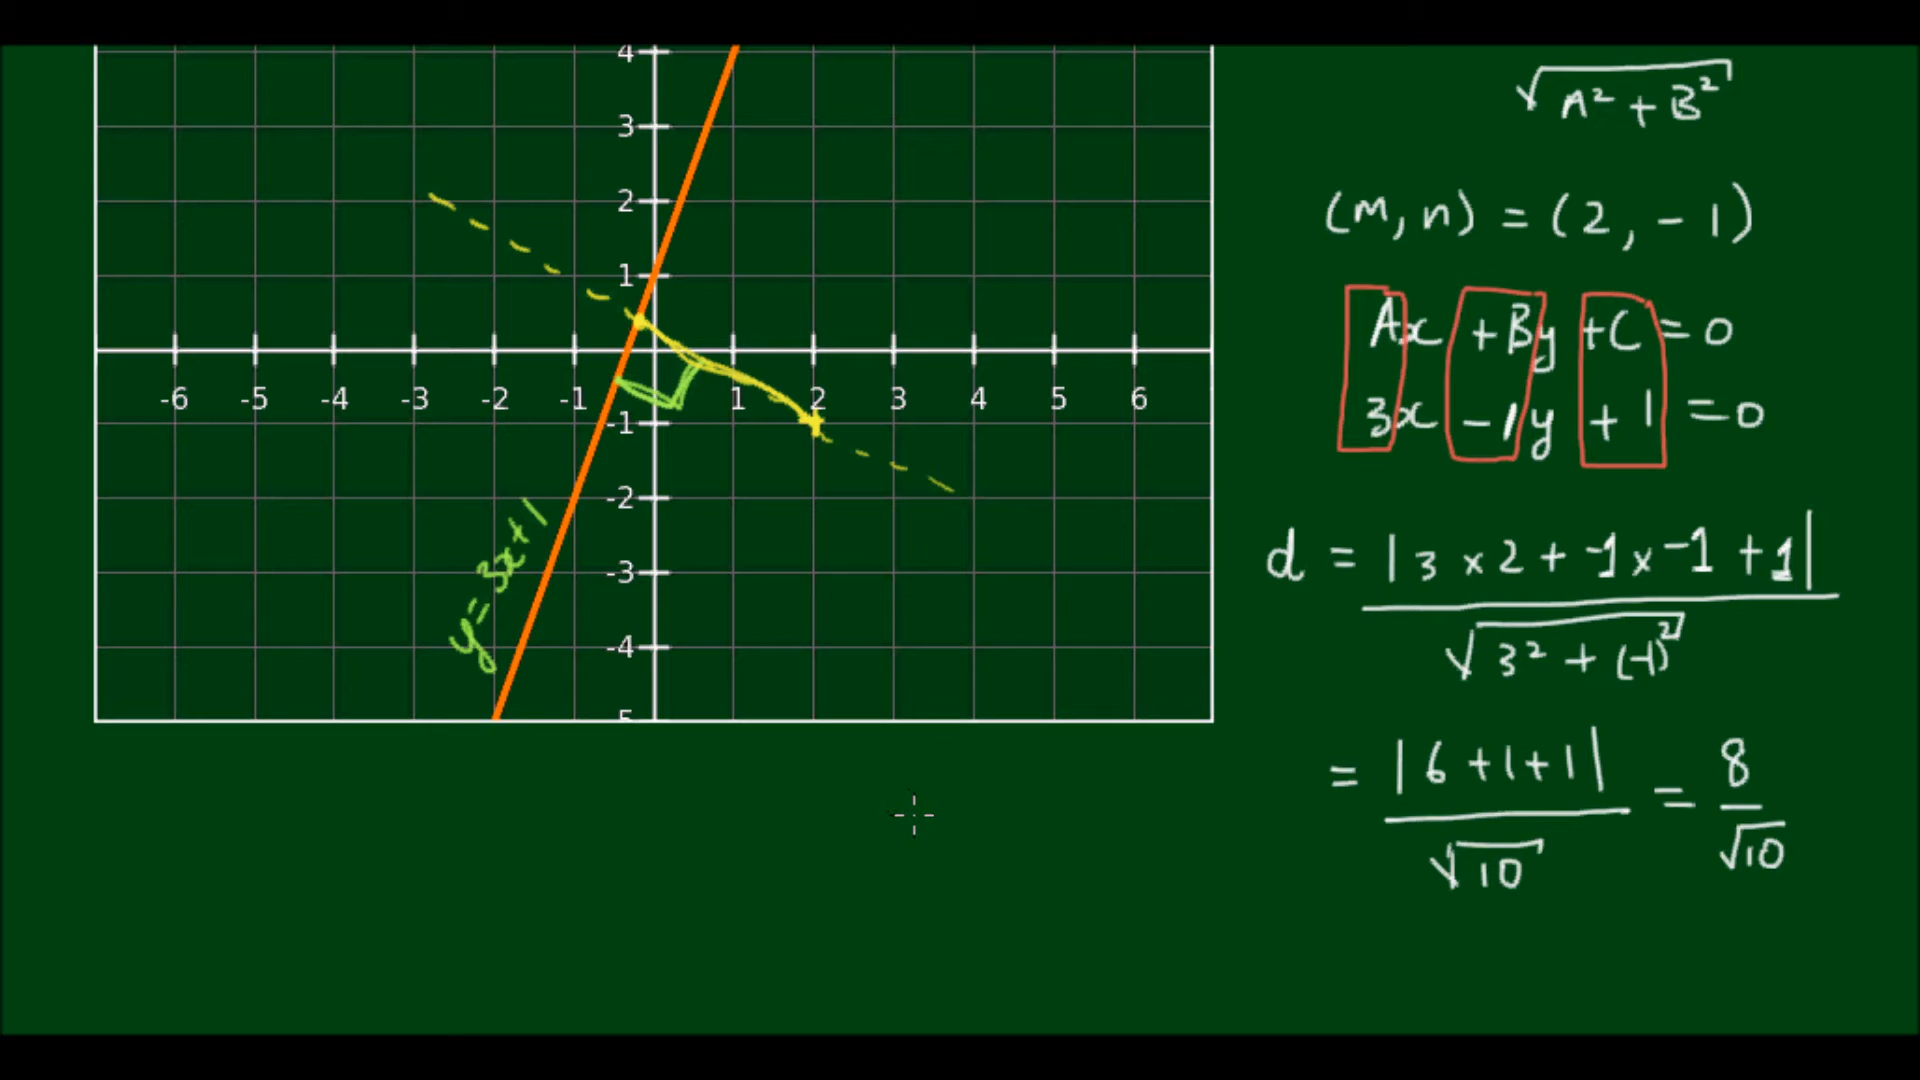 4
3
2
1
-6 -5 -4 -3 -2 -1 1 2 3 4 5 6
-1
-2
-3
-4
y=3x+1
√A² + B²
(m, n) = (2, -1)
Ax +By +C = 0
3x -1y +1 = 0
d = |3 × 2 + -1 × -1 + 1|
√3² + (-1)²
= |6 + 1 + 1| = 8
√10 √10